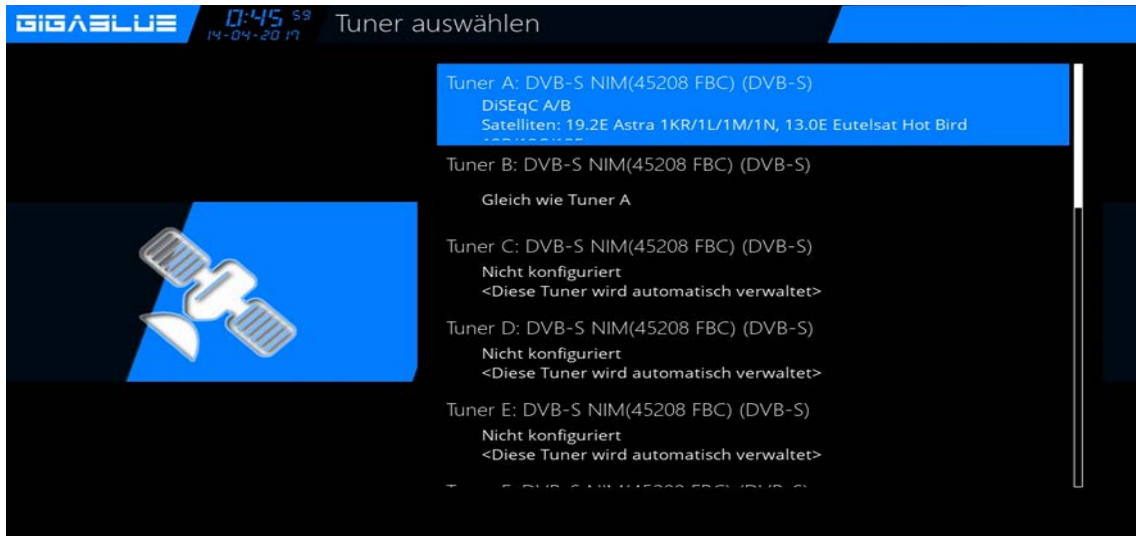 GIGABLUE
0:45 59
14-04-2017
Tuner auswählen
Tuner A: DVB-S NIM(45208 FBC) (DVB-S)
DiSEqC A/B
Satelliten: 19.2E Astra 1KR/1L/1M/1N, 13.0E Eutelsat Hot Bird
Tuner B: DVB-S NIM(45208 FBC) (DVB-S)
Gleich wie Tuner A
Tuner C: DVB-S NIM(45208 FBC) (DVB-S)
Nicht konfiguriert
<Diese Tuner wird automatisch verwaltet>
Tuner D: DVB-S NIM(45208 FBC) (DVB-S)
Nicht konfiguriert
<Diese Tuner wird automatisch verwaltet>
Tuner E: DVB-S NIM(45208 FBC) (DVB-S)
Nicht konfiguriert
<Diese Tuner wird automatisch verwaltet>